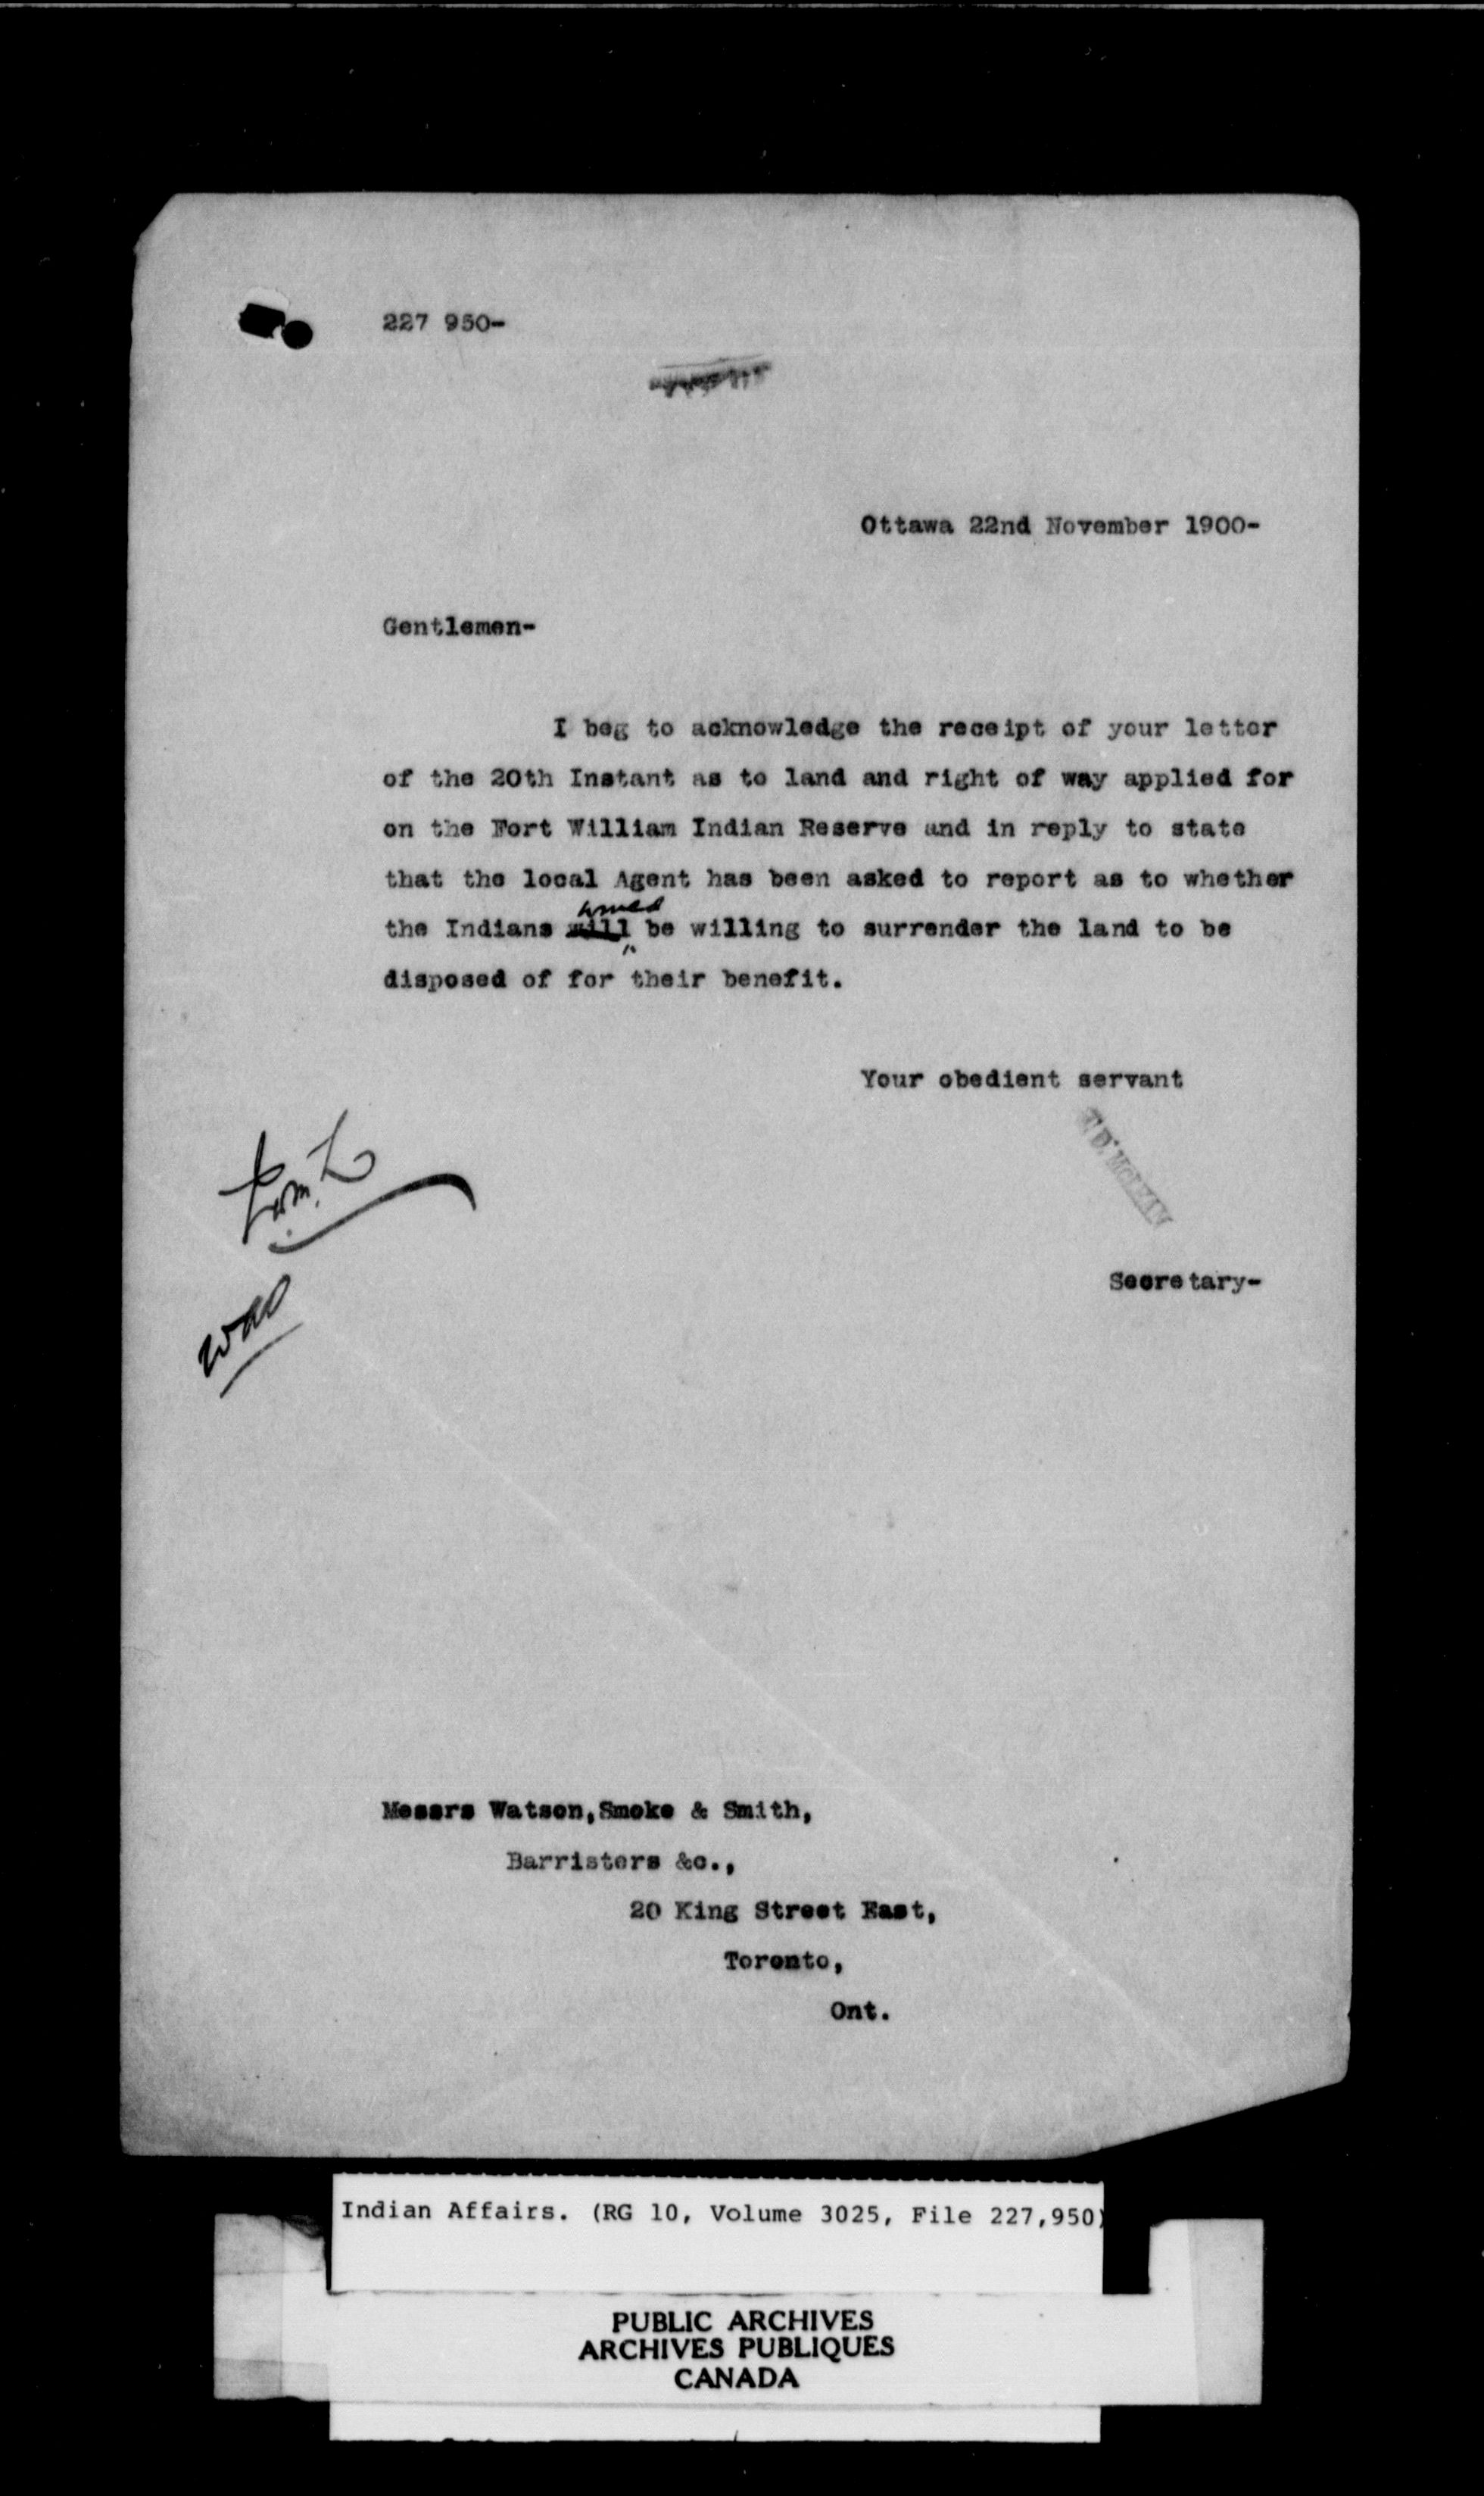 227 950-
Ottawa 22nd November 1900-
Gentlemen-
I beg to acknowledge the receipt of your letter
of the 20th Instant as to land and right of way applied for
on the Fort William Indian Reserve and in reply to state
that the local Agent has been asked to report as to whether
would
the Indians will be willing to surrender the land to be
disposed of for their benefit.
Your obedient servant
J. D. McLEAN
Secretary-
Messrs Watson,Smoke & Smith,
Barristers &c.,
20 King Street East,
Toronto,
Ont.
Indian Affairs. (RG 10, Volume 3025, File 227,950)
PUBLIC ARCHIVES
ARCHIVES PUBLIQUES
CANADA